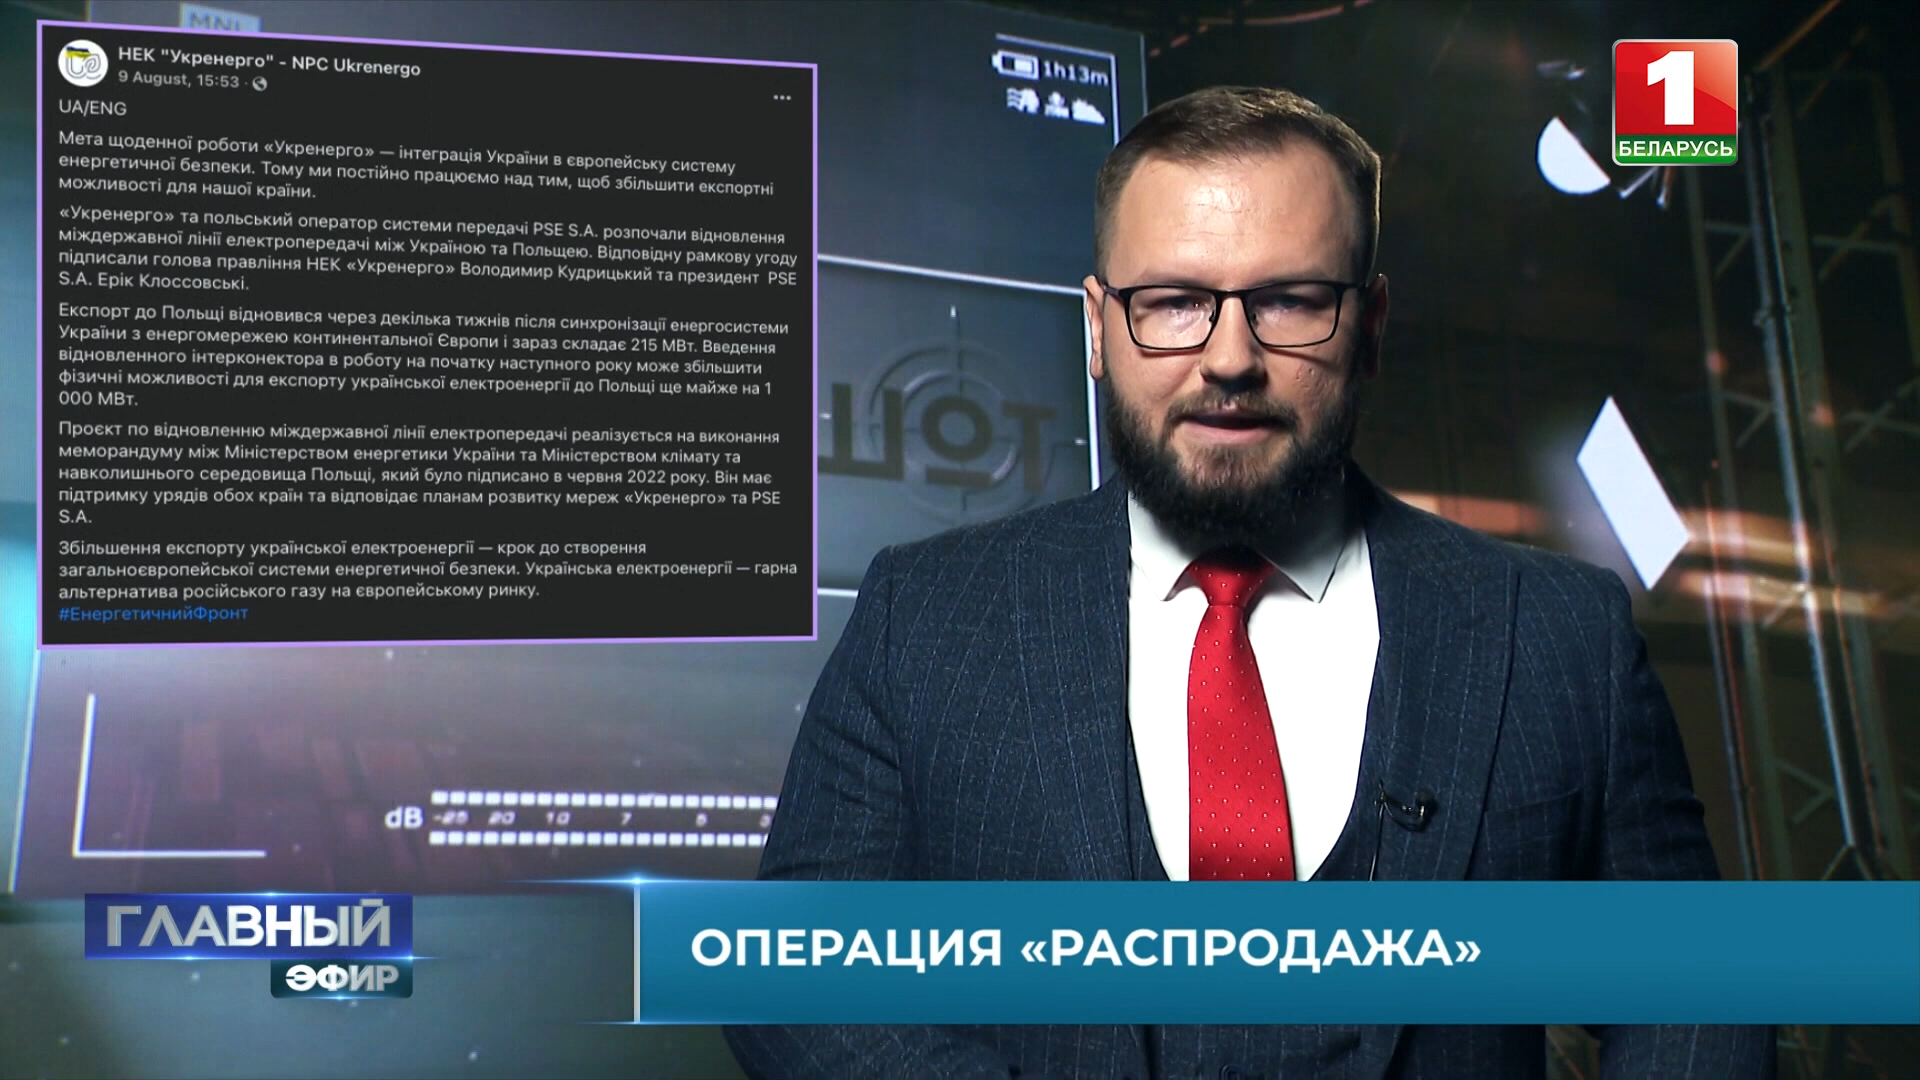 MNL
НЕК "Укренерго" - NPC Ukrenergo
9 August, 15:53 ·
UA/ENG
Мета щоденної роботи «Укренерго» — інтеграція України в європейську систему
енергетичної безпеки. Тому ми постійно працюємо над тим, щоб збільшити експортні
можливості для нашої країни.
«Укренерго» та польський оператор системи передачі PSE S.A. розпочали відновлення
міждержавної лінії електропередачі між Україною та Польщею. Відповідну рамкову угоду
підписали голова правління НЕК «Укренерго» Володимир Кудрицький та президент PSE
S.A. Ерік Клоссовські.
Експорт до Польщі відновився через декілька тижнів після синхронізації енергосистеми
України з енергомережею континентальної Європи і зараз складає 215 МВт. Введення
відновленного інтерконектора в роботу на початку наступного року може збільшити
фізичні можливості для експорту української електроенергії до Польщі ще майже на 1
000 МВт.
Проєкт по відновленню міждержавної лінії електропередачі реалізується на виконання
меморандуму між Міністерством енергетики України та Міністерством клімату та
навколишнього середовища Польщі, який було підписано в червня 2022 року. Він має
підтримку урядів обох країн та відповідає планам розвитку мереж «Укренерго» та PSE
S.A.
Збільшення експорту української електроенергії — крок до створення
загальноєвропейської системи енергетичної безпеки. Українська електроенергії — гарна
альтернатива російського газу на європейському ринку.
#ЕнергетичнийФронт
1h13m
1
БЕЛАРУСЬ
dB -25 20 10 7 5 3
ГЛАВНЫЙ
ЭФИР
ОПЕРАЦИЯ «РАСПРОДАЖА»